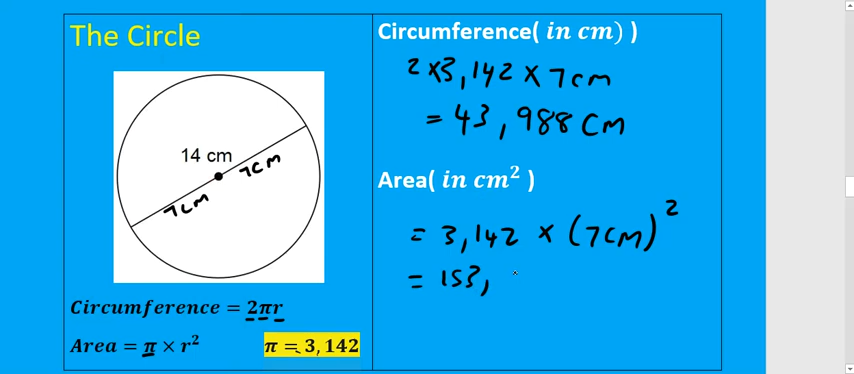 The Circle
14 cm
7cm
7cm
Circumference = 2πr
Area = π × r²
π = 3,142
Circumference( in cm) )
2 × 3,142 × 7cm
= 43,988 cm
Area( in cm² )
= 3,142 × (7cm)²
= 153,